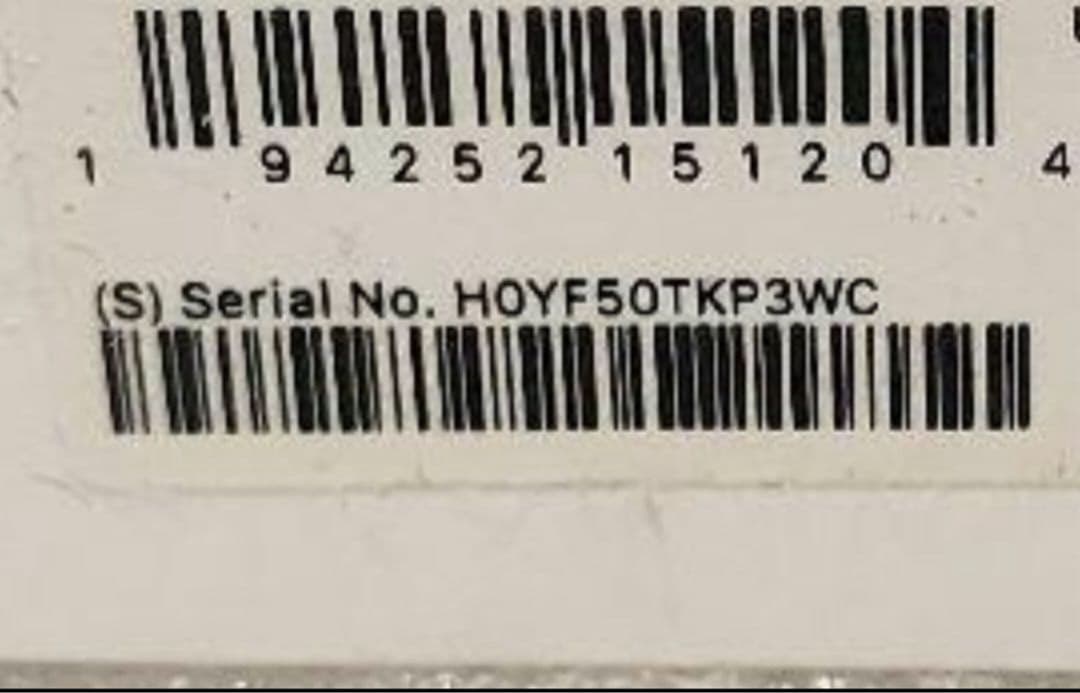 1 94252 15120 4
(S) Serial No. H0YF50TKP3WC